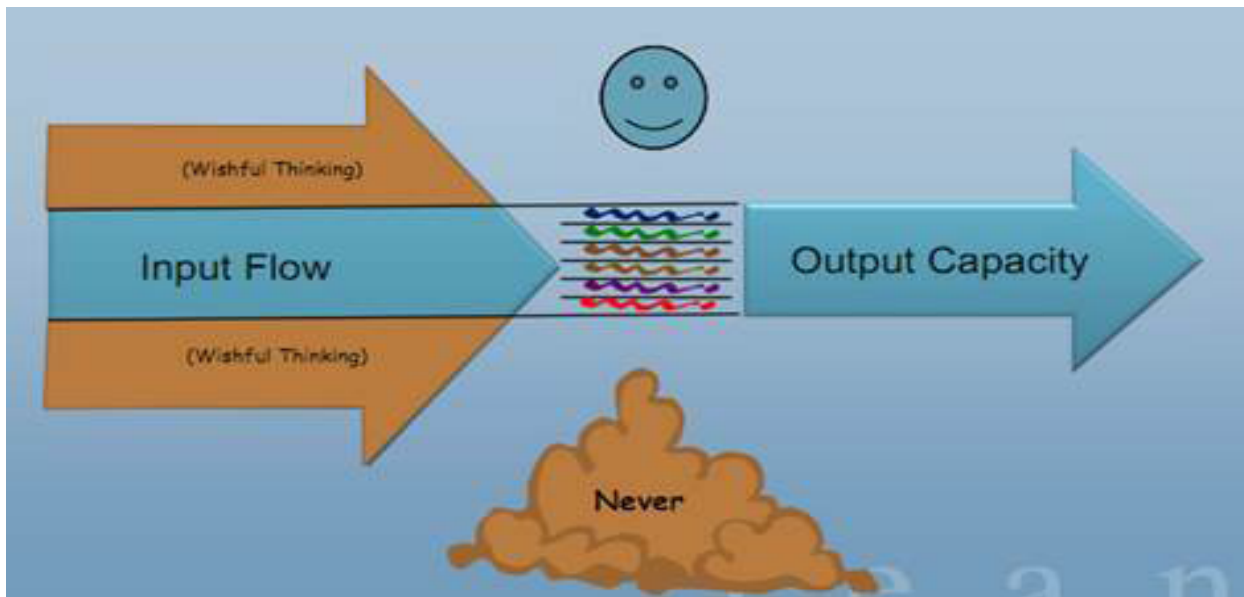 (Wishful Thinking)
Input Flow
Output Capacity
(Wishful Thinking)
Never
e a n